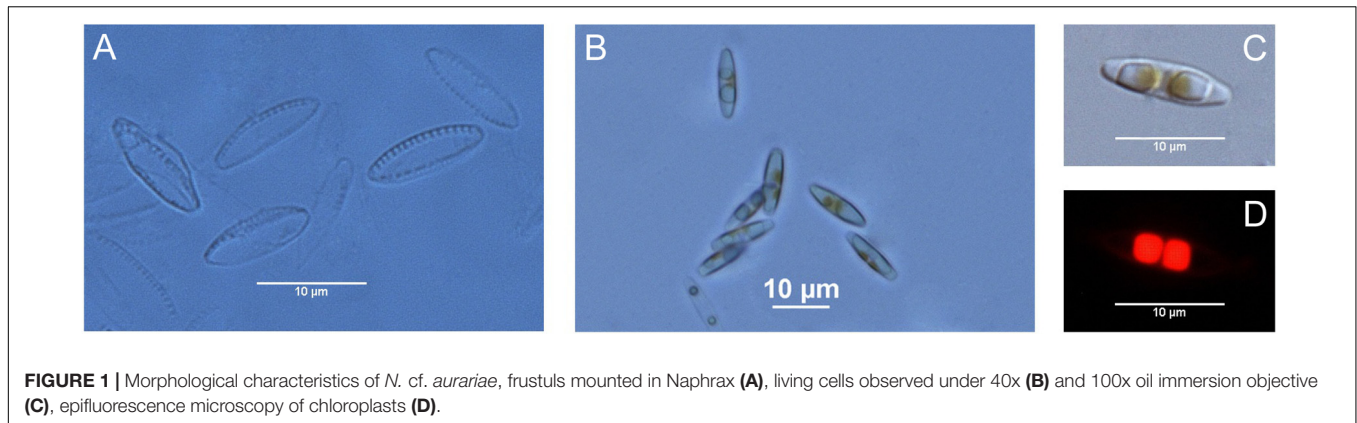 A
10 µm
B
10 µm
C
10 µm
D
10 µm
FIGURE 1 | Morphological characteristics of N. cf. aurariae, frustuls mounted in Naphrax (A), living cells observed under 40x (B) and 100x oil immersion objective
(C), epifluorescence microscopy of chloroplasts (D).